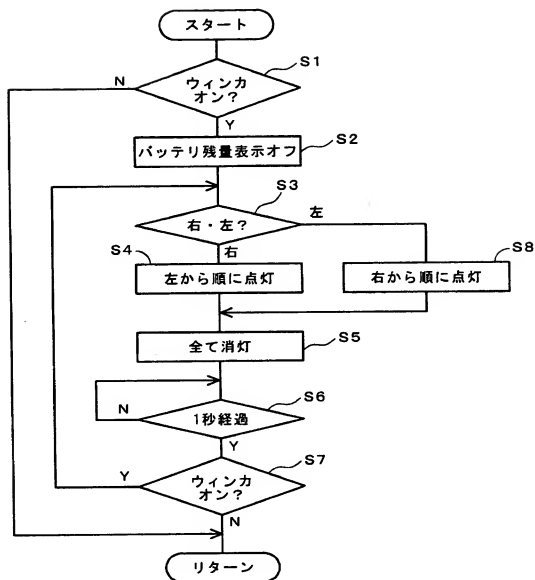 スタート
S1
N
ウィンカ
オン?
Y
S2
バッテリ残量表示オフ
S3
右・左?
左
右
S4
S8
左から順に点灯
右から順に点灯
S5
全て消灯
S6
N
1秒経過
Y
S7
Y
ウィンカ
オン?
N
リターン